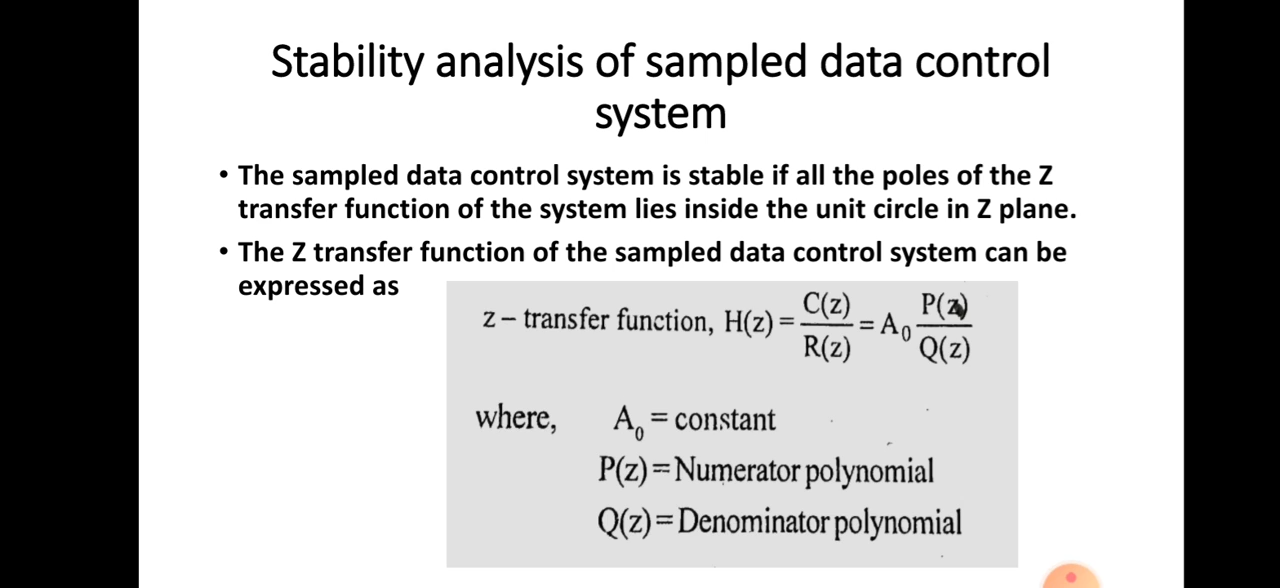 Stability analysis of sampled data control
system
• The sampled data control system is stable if all the poles of the Z
transfer function of the system lies inside the unit circle in Z plane.
• The Z transfer function of the sampled data control system can be
expressed as
z – transfer function, H(z) = C(z)/R(z) = A₀ P(z)/Q(z)
where, A₀ = constant
P(z) = Numerator polynomial
Q(z) = Denominator polynomial